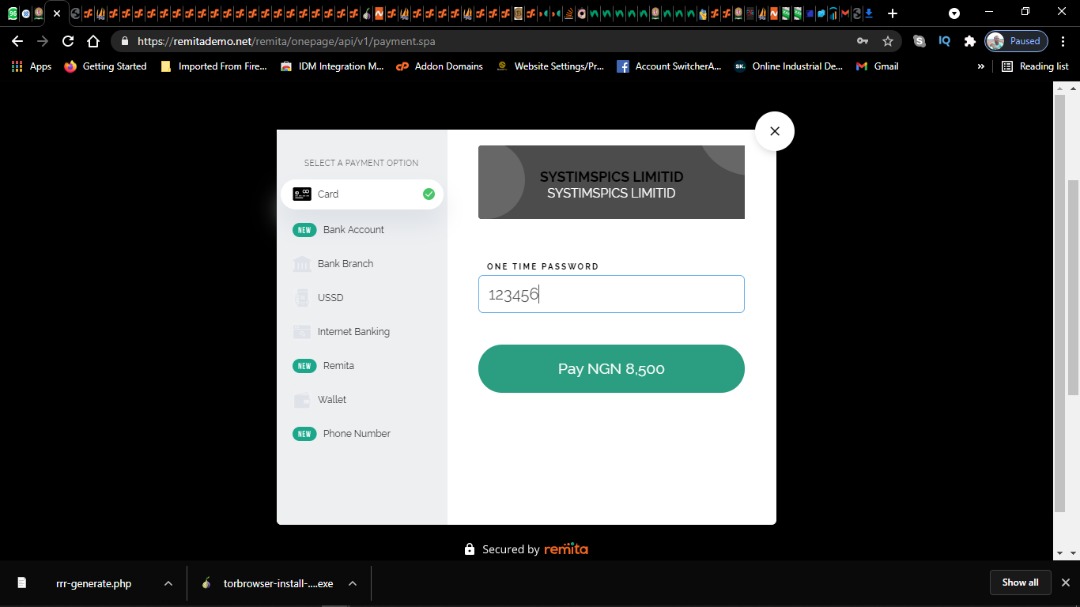 https://remitademo.net/remita/onepage/api/v1/payment.spa
Paused
Apps
Getting Started
Imported From Fire...
IDM Integration M...
Addon Domains
Website Settings/Pr...
Account SwitcherA...
Online Industrial De...
Gmail
»
Reading list
SELECT A PAYMENT OPTION
Card
NEW Bank Account
Bank Branch
USSD
Internet Banking
NEW Remita
Wallet
NEW Phone Number
SYSTIMSPICS LIMITID
SYSTIMSPICS LIMITID
ONE TIME PASSWORD
123456
Pay NGN 8,500
Secured by remita
rrr-generate.php
torbrowser-install-....exe
Show all